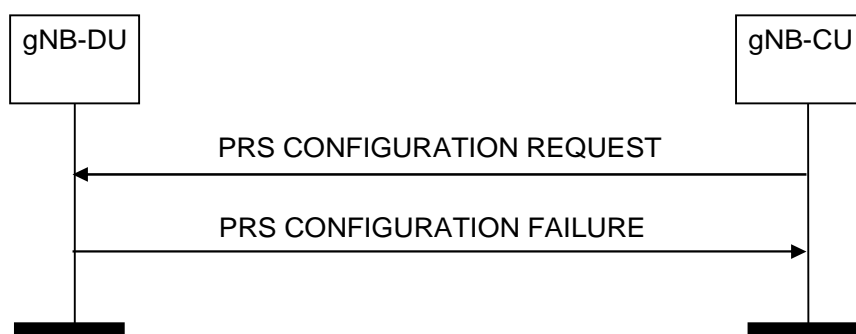 gNB-DU
gNB-CU
PRS CONFIGURATION REQUEST
PRS CONFIGURATION FAILURE